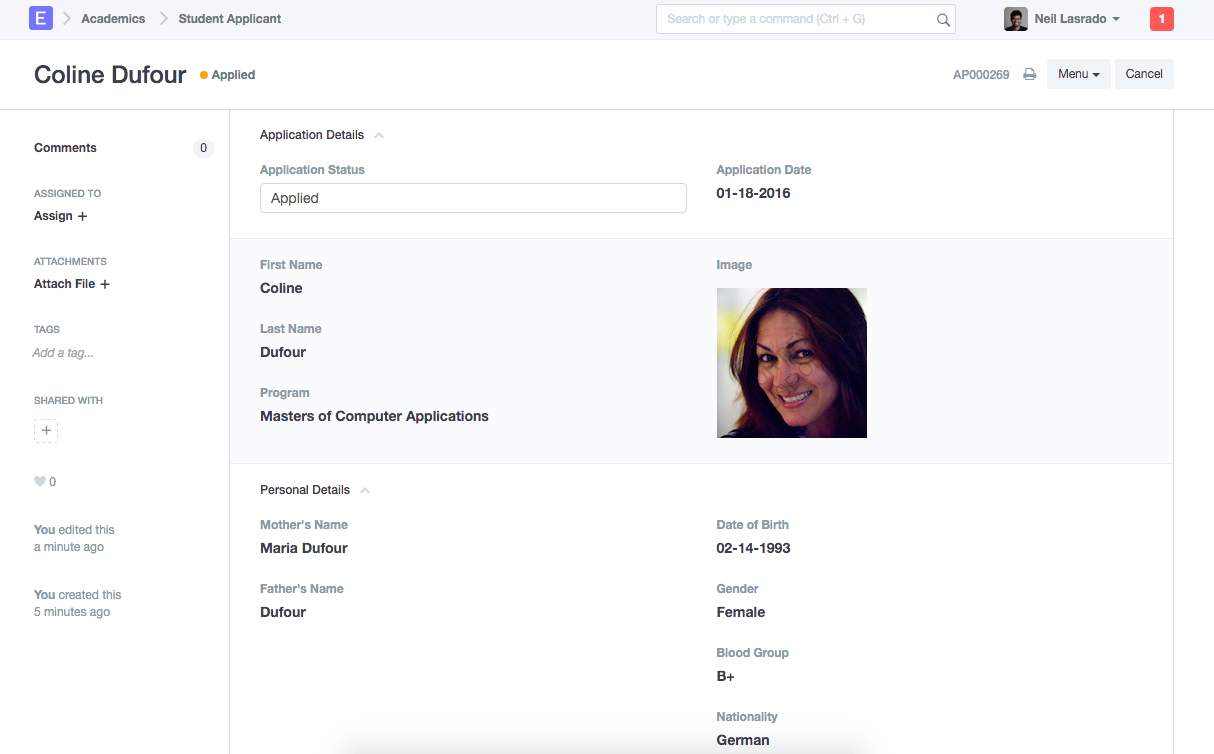 E Academics Student Applicant Search or type a command (Ctrl + G) Neil Lasrado 1
Coline Dufour Applied AP000269 Menu Cancel
Comments 0
ASSIGNED TO
Assign +
ATTACHMENTS
Attach File +
TAGS
Add a tag...
SHARED WITH
+
0
You edited this
a minute ago
You created this
5 minutes ago
Application Details
Application Status
Applied
Application Date
01-18-2016
First Name
Coline
Last Name
Dufour
Program
Masters of Computer Applications
Image
Personal Details
Mother's Name
Maria Dufour
Father's Name
Dufour
Date of Birth
02-14-1993
Gender
Female
Blood Group
B+
Nationality
German